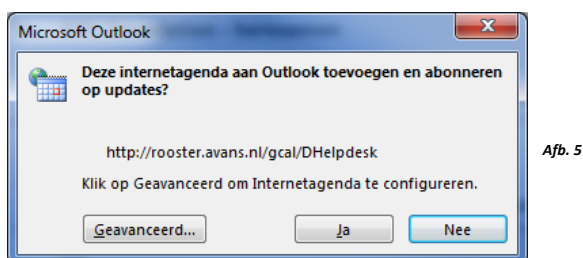 Microsoft Outlook
Deze internetagenda aan Outlook toevoegen en abonneren
op updates?
http://rooster.avans.nl/gcal/DHelpdesk
Klik op Geavanceerd om Internetagenda te configureren.
Geavanceerd... Ja Nee
Afb. 5